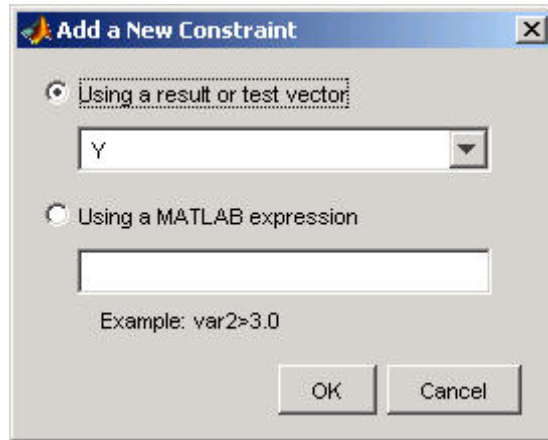 Add a New Constraint
Using a result or test vector
Y
Using a MATLAB expression
Example: var2>3.0
OK
Cancel